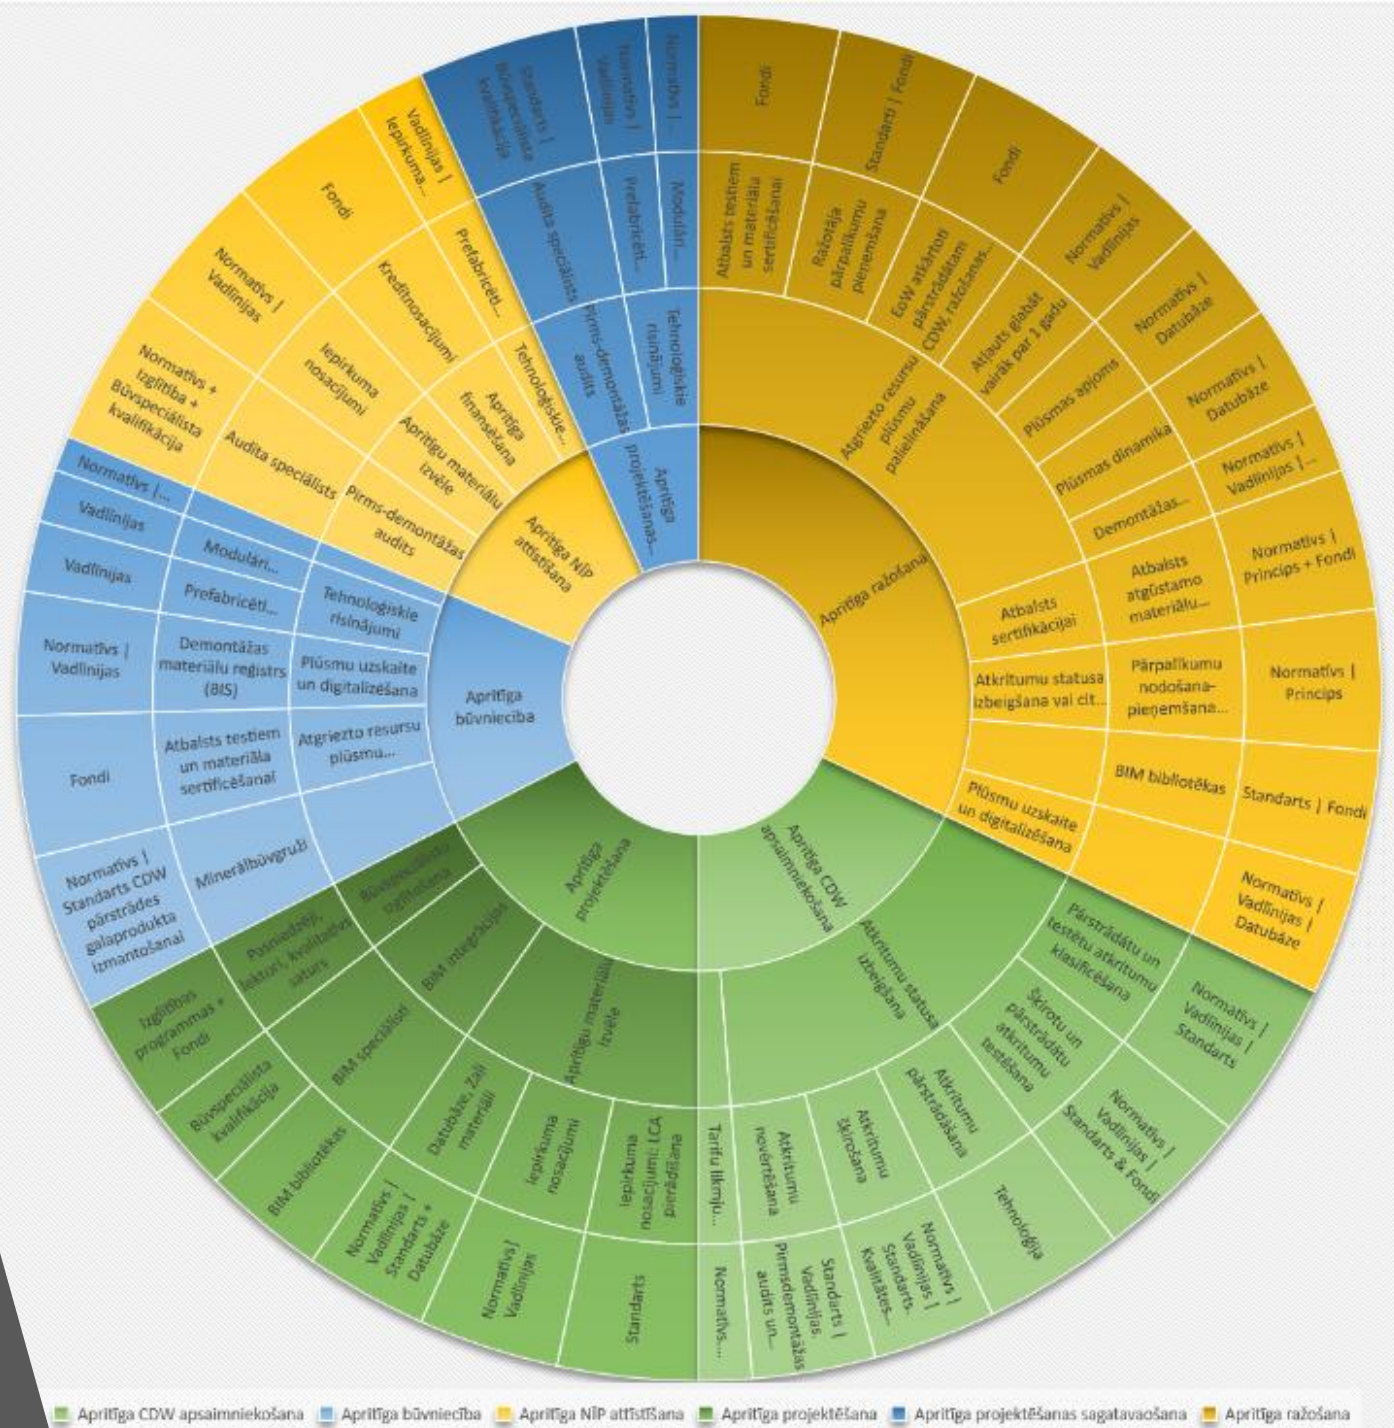 Aprītīga ražošana
Atgriezto resursu
plūsmu
palielināšana
Atbalsts testiem
un materiāla
sertificēšanai
Fondi
Ražotāja
pārpalikumu
pieņemšana
Standarti | Fondi
EoW atkārtoti
pārstrādātam
CDW, ražošanas...
Fondi
Atļauts glabāt
vairāk par 1 gadu
Normatīvs |
Vadlīnijas
Plūsmas apjoms
Normatīvs |
Datubāze
Plūsmas dinamika
Normatīvs |
Datubāze
Demontāžas...
Normatīvs |
Vadlīnijas |...
Atbalsts
sertifikācijai
Atbalsts
atgūstamo
materiālu...
Normatīvs |
Princips + Fondi
Atkritumu statusa
izbeigšana vai cit...
Pārpalikumu
nodošana-
pieņemšana...
Normatīvs |
Princips
Plūsmu uzskaite
un digitalizēšana
BIM bibliotēkas
Standarts | Fondi
Normatīvs |
Vadlīnijas |
Datubāze
Aprītīga CDW
apsaimniekošana
Atkritumu statusa
izbeigšana
Pārstrādātu un
testētu atkritumu
klasificēšana
Normatīvs |
Vadlīnijas |
Standarts
Šķirotu un
pārstrādātu
atkritumu
testēšana
Normatīvs |
Vadlīnijas |
Standarts & Fondi
Atkritumu
pārstrādāšana
Tehnoloģija
Atkritumu
šķirošana
Normatīvs |
Vadlīnijas |
Standarts.
Kvalitātes...
Atkritumu
novērtēšana
Standarts |
Vadlīnijas.
Pirmsdemontāžas
audits un...
Tarifu likmju...
Normatīvs....
Aprītīga
projektēšana
Aprītīgu materiālu
izvēle
Iepirkuma
nosacījumi: LCA
pierādīšana
Standarts
Iepirkuma
nosacījumi
Normatīvs|
Vadlīnijas
Datubāze, Zaļi
materiāli
Normatīvs |
Vadlīnijas |
Standarts +
Datubāze
BIM integrācijas
BIM speciālisti
BIM bibliotēkas
Būvspeciālista
kvalifikācija
Būvspeciālistu
izglītošana
Pasniedzēji,
lektori, kvalitatīvs
saturs
Izglītības
programmas +
Fondi
Aprītīga
būvniecība
Minerālbūvgruži
Normatīvs |
Standarts CDW
pārstrādes
galaprodukta
izmantošanai
Atgriezto resursu
plūsmu...
Atbalsts testiem
un materiāla
sertificēšanai
Fondi
Plūsmu uzskaite
un digitalizēšana
Demontāžas
materiālu reģistrs
(BIS)
Normatīvs |
Vadlīnijas
Tehnoloģiskie
risinājumi
Prefabricēti...
Vadlīnijas
Modulāri...
Vadlīnijas
Normatīvs |...
Aprītīga NĪP
attīstīšana
Pirms-demontāžas
audits
Audita speciālists
Normatīvs +
Izglītība +
Būvspeciālista
kvalifikācija
Aprītīgu materiālu
izvēle
Iepirkuma
nosacījumi
Normatīvs |
Vadlīnijas
Aprītīga
finansēšana
Kredītnosacījumi
Fondi
Tehnoloģiskie...
Prefabricēti...
Vadlīnijas |
Iepirkuma...
Aprītīga
projektēšanas...
Pirms-demontāžas
audits
Audita speciālists
Standarts |
Būvspeciālista
kvalifikācija
Tehnoloģiskie
risinājumi
Prefabricēti...
Normatīvs |
Vadlīnijas
Modulāri...
Normatīvs |...
Aprītīga CDW apsaimniekošana
Aprītīga būvniecība
Aprītīga NĪP attīstīšana
Aprītīga projektēšana
Aprītīga projektēšanas sagatavaošana
Aprītīga ražošana